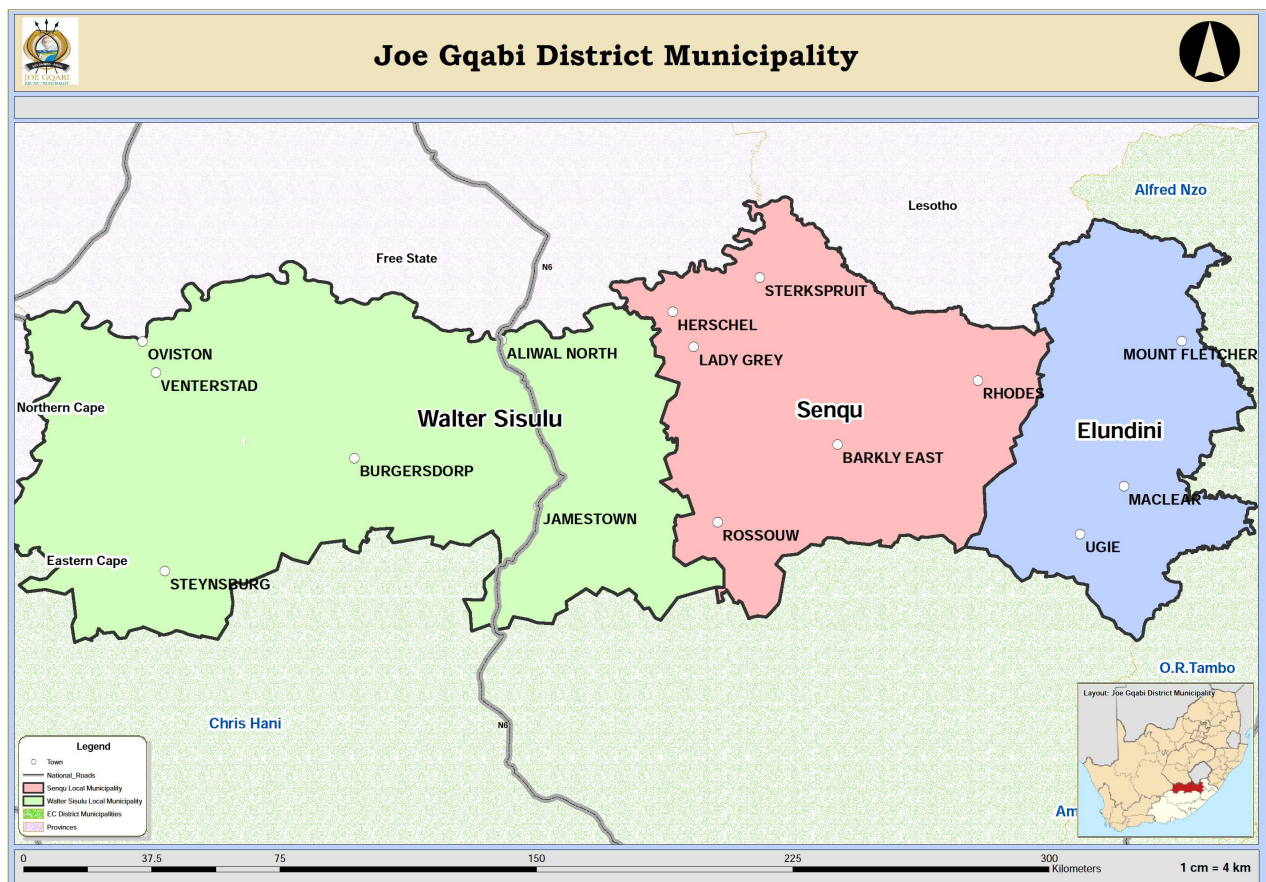 Joe Gqabi District Municipality
JOE GQABI
Alfred Nzo
Lesotho
Free State
N6
STERKSPRUIT
HERSCHEL
OVISTON
ALIWAL NORTH
LADY GREY
MOUNT FLETCHER
VENTERSTAD
RHODES
Northern Cape
Walter Sisulu
Senqu
Elundini
BARKLY EAST
BURGERSDORP
MACLEAR
JAMESTOWN
ROSSOUW
UGIE
Eastern Cape
STEYNSBURG
O.R.Tambo
Chris Hani
N6
Am
Layout: Joe Gqabi District Municipality
Legend
Town
National_Roads
Senqu Local Municipality
Walter Sisulu Local Municipality
EC District Municipalities
Provinces
0 37.5 75 150 225 300
Kilometers
1 cm = 4 km